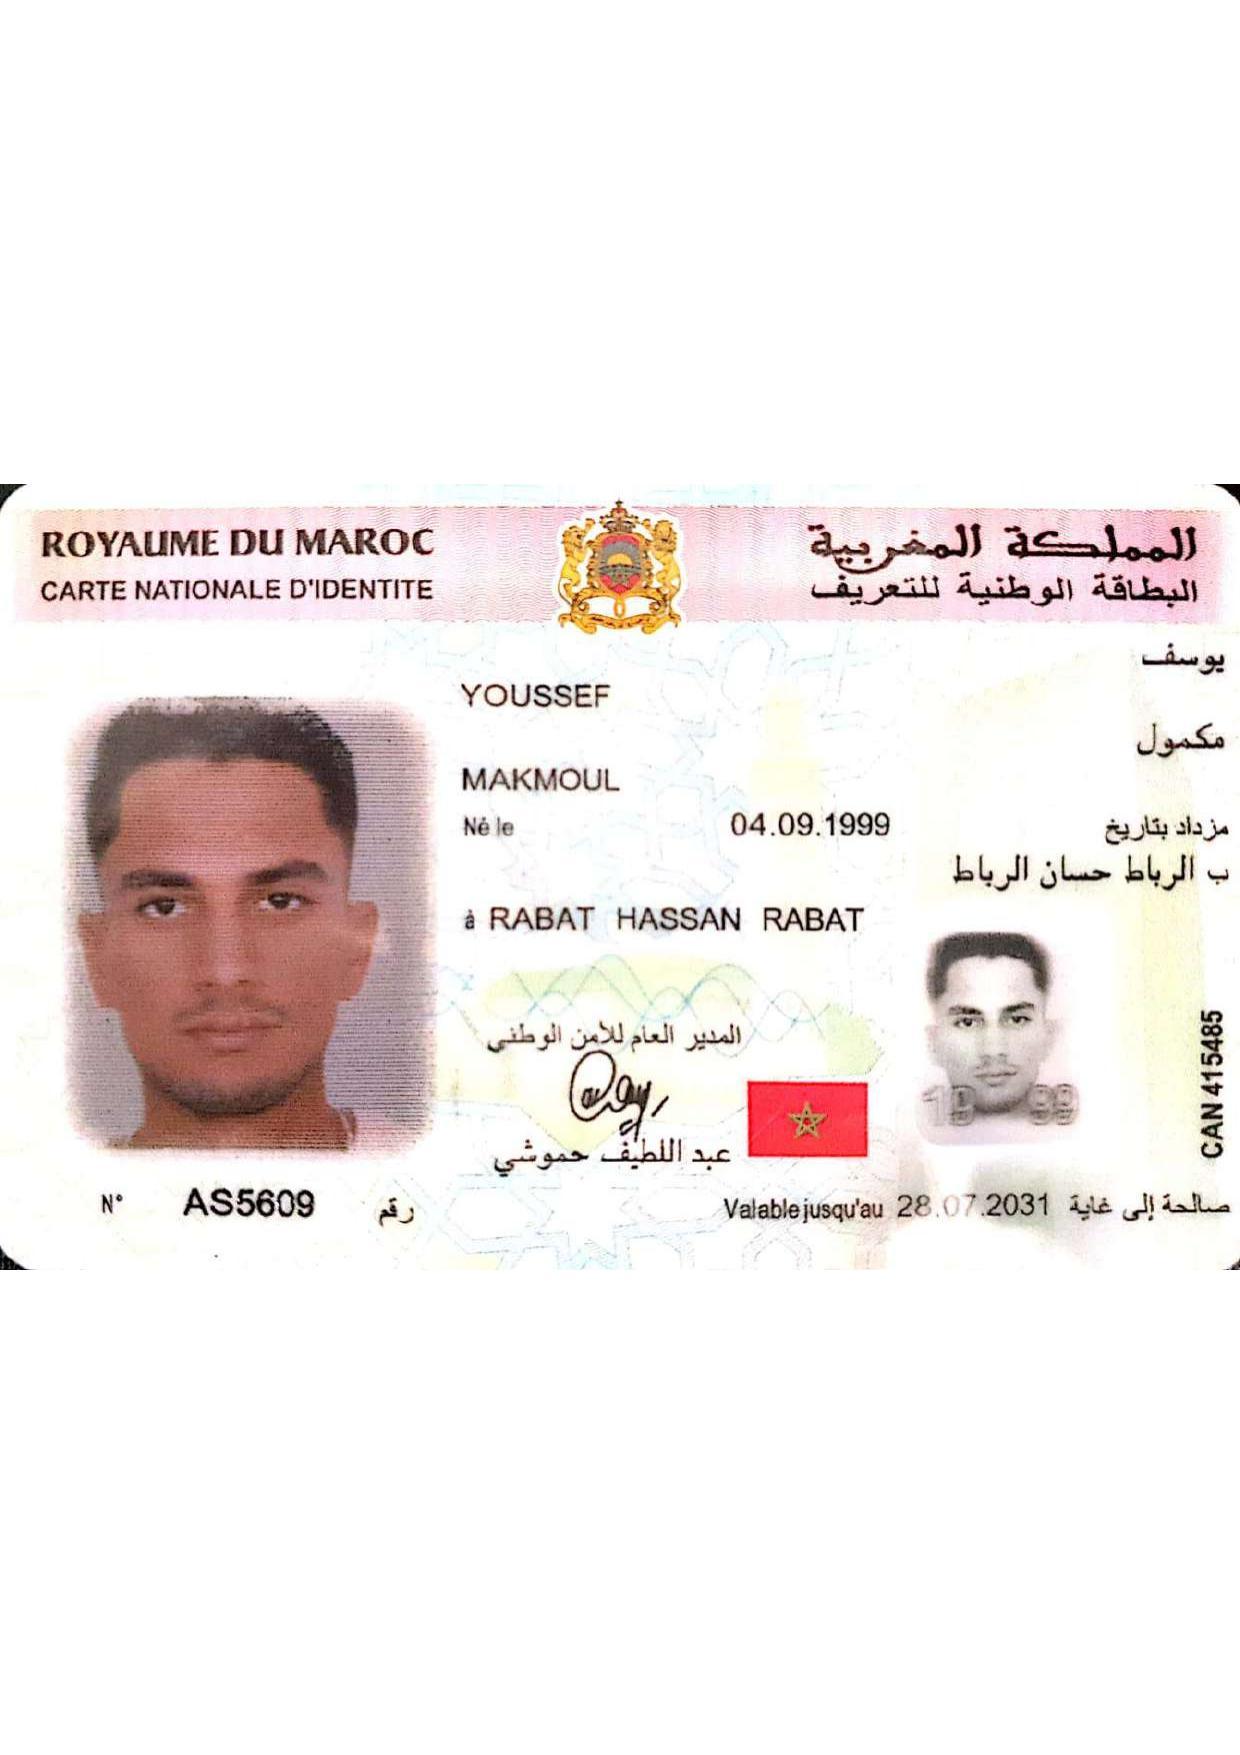 ROYAUME DU MAROC
المملكة المغربية
CARTE NATIONALE D'IDENTITE
البطاقة الوطنية للتعريف
يوسف
YOUSSEF
مكمول
MAKMOUL
Né le 04.09.1999 مزداد بتاريخ
ب الرباط حسان الرباط
à RABAT HASSAN RABAT
المدير العام للأمن الوطني
عبد اللطيف حموشي
19 99
CAN 415485
N° AS5609 رقم
Valable jusqu'au 28.07.2031 صالحة إلى غاية